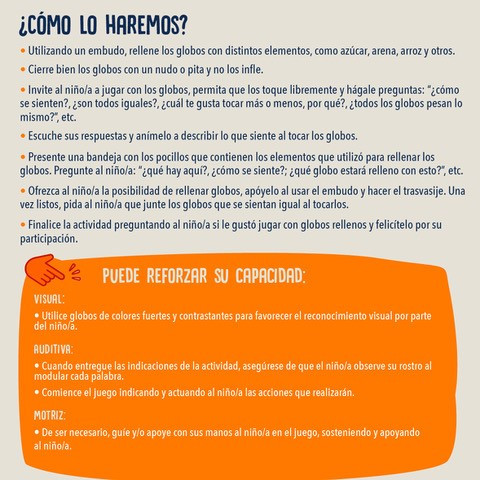 ¿CÓMO LO HAREMOS?
• Utilizando un embudo, rellene los globos con distintos elementos, como azúcar, arena, arroz y otros.
• Cierre bien los globos con un nudo o pita y no los infle.
• Invite al niño/a a jugar con los globos, permita que los toque libremente y hágale preguntas: “¿cómo
se sienten?, ¿son todos iguales?, ¿cuál te gusta tocar más o menos, por qué?, ¿todos los globos pesan lo
mismo?”, etc.
• Escuche sus respuestas y anímelo a describir lo que siente al tocar los globos.
• Presente una bandeja con los pocillos que contienen los elementos que utilizó para rellenar los
globos. Pregunte al niño/a: “¿qué hay aquí?, ¿cómo se siente?; ¿qué globo estará relleno con esto?”, etc.
• Ofrezca al niño/a la posibilidad de rellenar globos, apóyelo al usar el embudo y hacer el trasvasije. Una
vez listos, pida al niño/a que junte los globos que se sientan igual al tocarlos.
• Finalice la actividad preguntando al niño/a si le gustó jugar con globos rellenos y felicítelo por su
participación.
PUEDE REFORZAR SU CAPACIDAD:
VISUAL:
• Utilice globos de colores fuertes y contrastantes para favorecer el reconocimiento visual por parte
del niño/a.
AUDITIVA:
• Cuando entregue las indicaciones de la actividad, asegúrese de que el niño/a observe su rostro al
modular cada palabra.
• Comience el juego indicando y actuando al niño/a las acciones que realizarán.
MOTRIZ:
• De ser necesario, guíe y/o apoye con sus manos al niño/a en el juego, sosteniendo y apoyando
al niño/a.